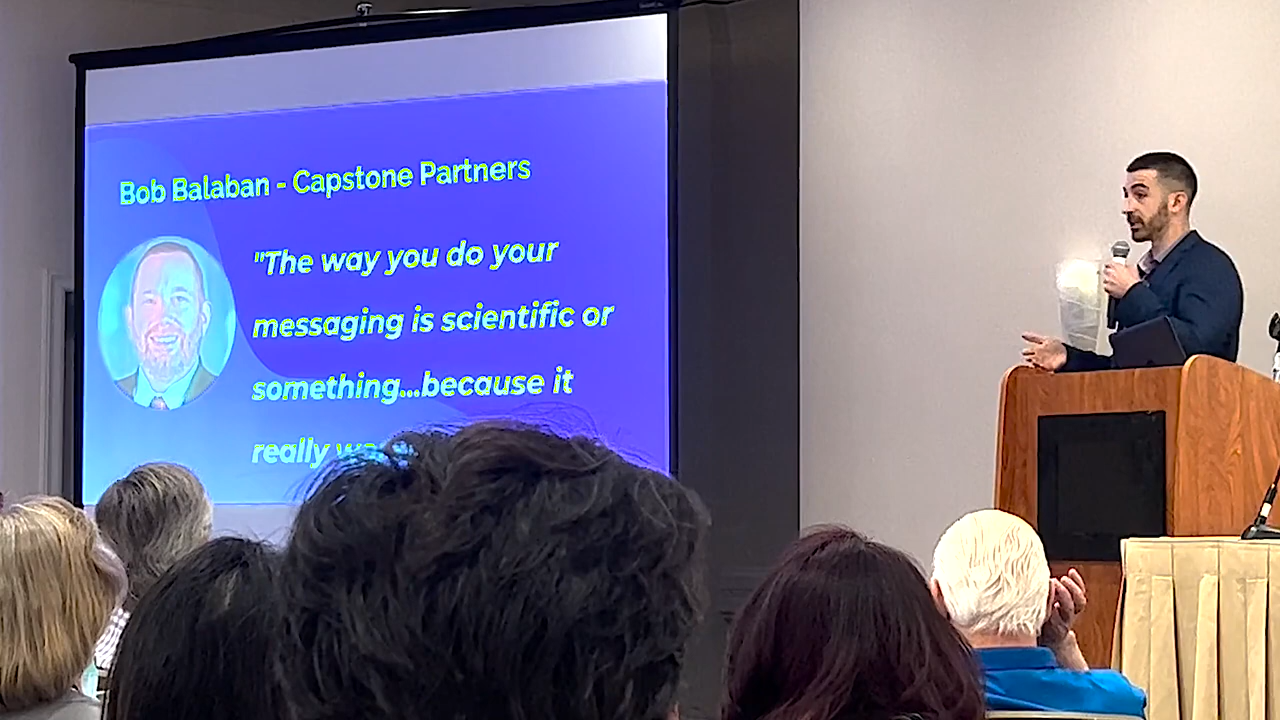 Bob Balaban - Capstone Partners
"The way you do your
messaging is scientific or
something...because it
really